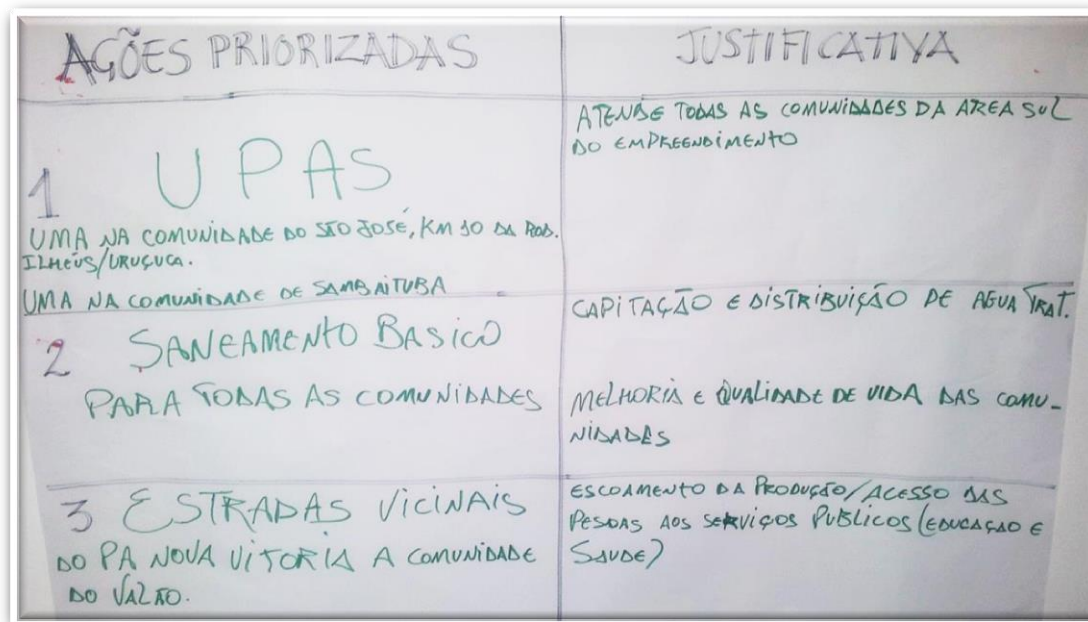 AÇÕES PRIORIZADAS
JUSTIFICATIVA
1 UPAS
UMA NA COMUNIDADE DO SÃO JOSÉ, KM 30 DA ROD.
ILHÉUS/URUÇUCA.
UMA NA COMUNIDADE DE SAMBAITUBA
ATENDE TODAS AS COMUNIDADES DA AREA SUL
DO EMPREENDIMENTO
2 SANEAMENTO BASICO
PARA TODAS AS COMUNIDADES
CAPITAÇÃO E DISTRIBUIÇÃO DE AGUA TRAT.
MELHORIA E QUALIDADE DE VIDA DAS COMU-
NIDADES
3 ESTRADAS VICINAIS
DO PA NOVA VITORIA A COMUNIDADE
DO VALÃO.
ESCOAMENTO DA PRODUÇÃO/ACESSO DAS
PESSOAS AOS SERVIÇOS PUBLICOS (EDUCAÇÃO E
SAUDE)